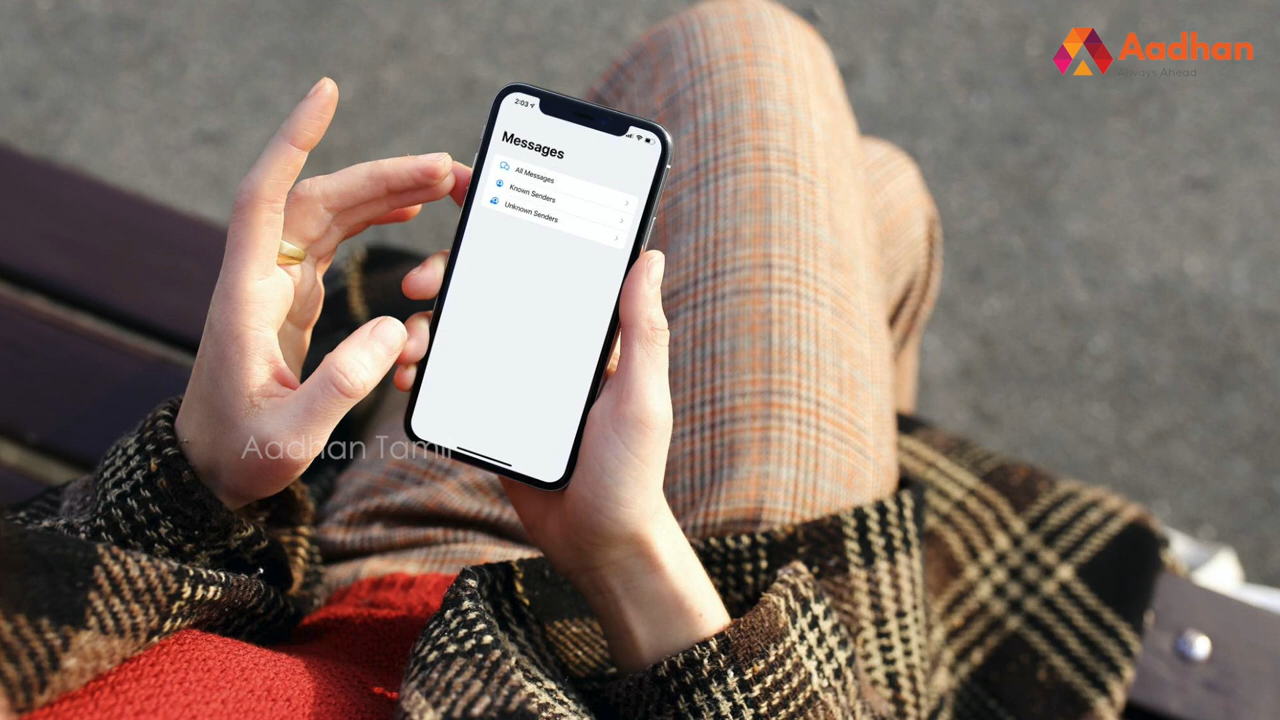 Aadhan
Always Ahead
2:03
Messages
All Messages
Known Senders
Unknown Senders
Aadhan Tamil